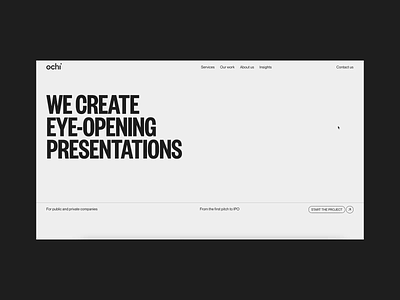 ochi
Services Our work About us Insights Contact us
WE CREATE
EYE-OPENING
PRESENTATIONS
For public and private companies From the first pitch to IPO START THE PROJECT